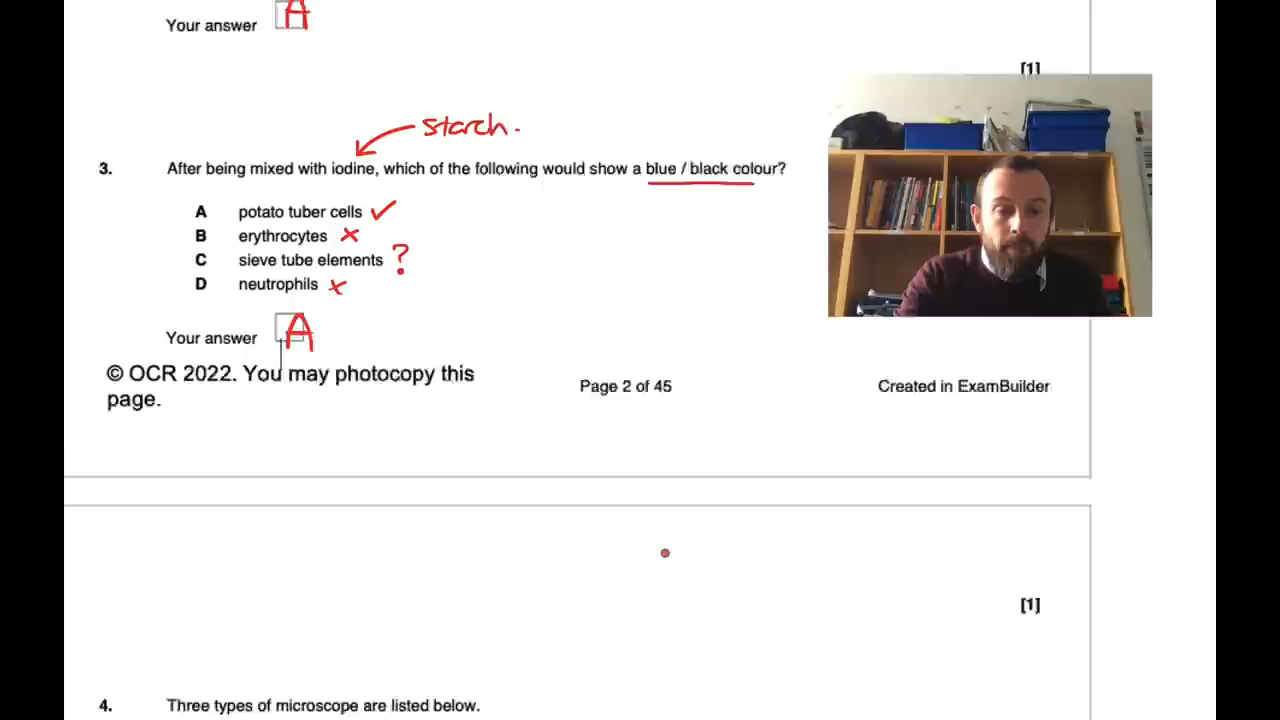 Your answer A
[1]
starch.
3. After being mixed with iodine, which of the following would show a blue / black colour?
A potato tuber cells ✓
B erythrocytes ×
C sieve tube elements ?
D neutrophils ×
Your answer A
© OCR 2022. You may photocopy this
page.
Page 2 of 45
Created in ExamBuilder
[1]
4. Three types of microscope are listed below.